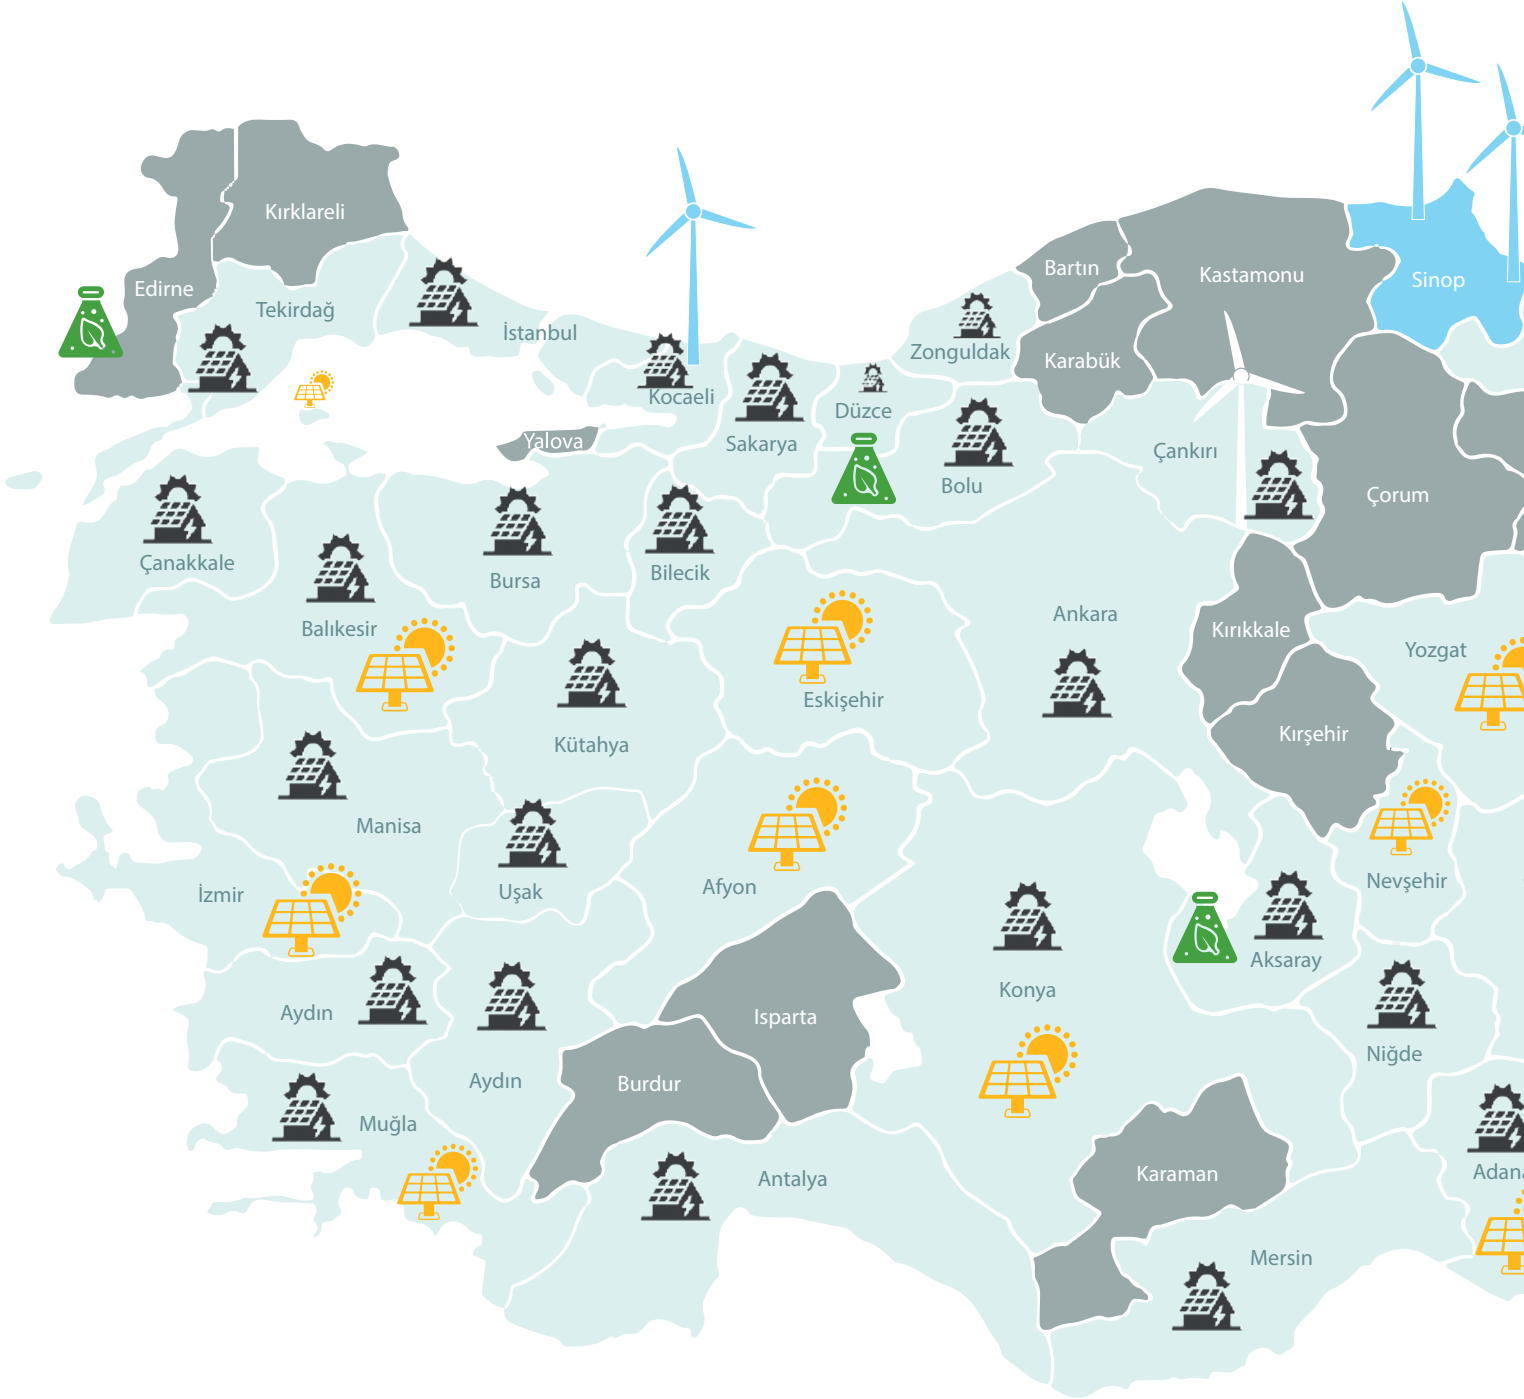 Kırklareli
Bartın
Kastamonu
Sinop
Edirne
Tekirdağ
İstanbul
Zonguldak
Karabük
Kocaeli
Düzce
Yalova
Sakarya
Çankırı
Bolu
Çorum
Çanakkale
Bursa
Bilecik
Balıkesir
Ankara
Kırıkkale
Yozgat
Eskişehir
Kütahya
Kırşehir
Manisa
İzmir
Uşak
Afyon
Nevşehir
Aksaray
Konya
Aydın
Isparta
Niğde
Aydın
Burdur
Muğla
Antalya
Karaman
Adana
Mersin